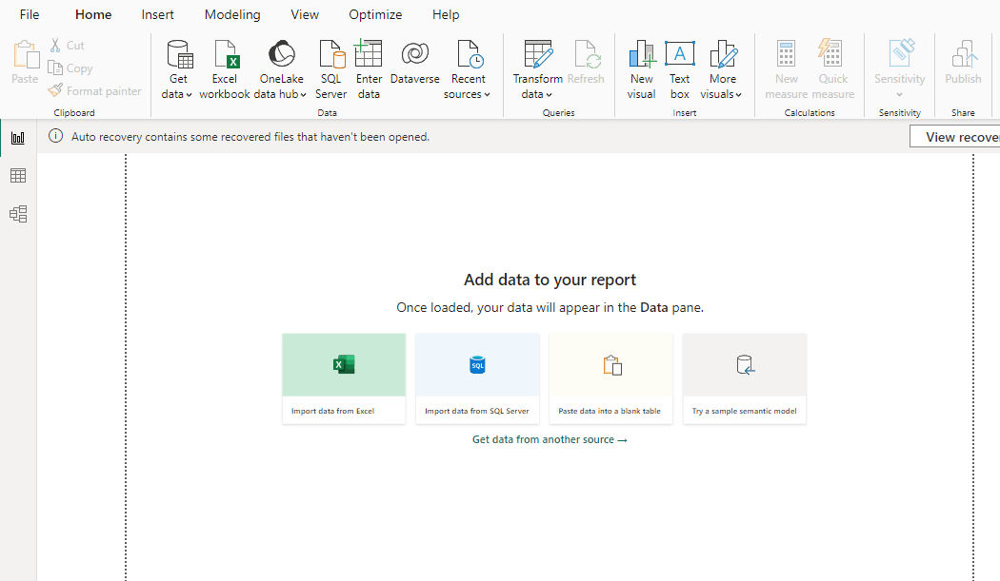 File Home Insert Modeling View Optimize Help
Paste
Cut
Copy
Format painter
Clipboard
Get data
Excel workbook
OneLake data hub
SQL Server
Enter data
Dataverse
Recent sources
Data
Transform data
Refresh
Queries
New visual
Text box
More visuals
Insert
New measure
Quick measure
Calculations
Sensitivity
Sensitivity
Publish
Share
Auto recovery contains some recovered files that haven't been opened.
View recove
Add data to your report
Once loaded, your data will appear in the Data pane.
SQL
Import data from Excel
Import data from SQL Server
Paste data into a blank table
Try a sample semantic model
Get data from another source →